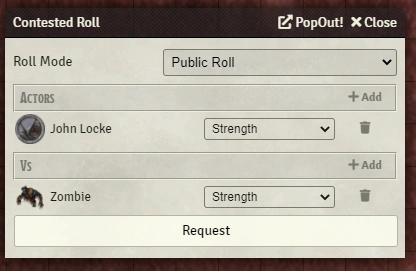 Contested Roll PopOut! Close
Roll Mode Public Roll
ACTORS Add
John Locke Strength
VS Add
Zombie Strength
Request